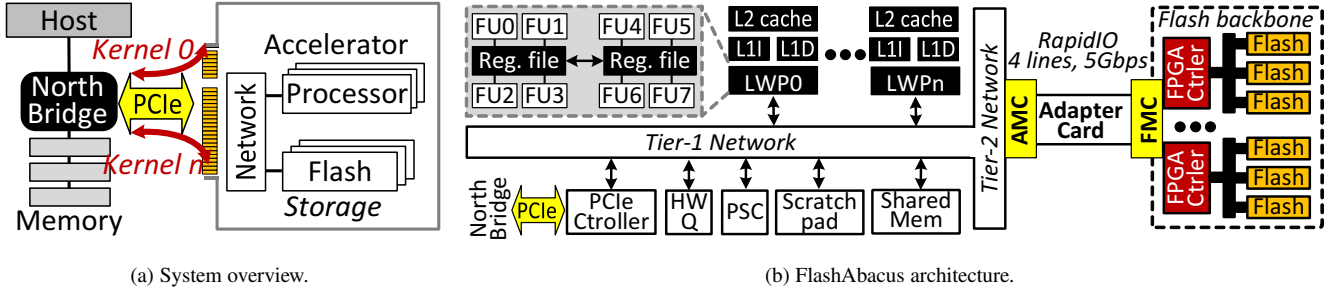 Host
Kernel 0
North
Bridge
PCIe
Kernel n
Memory
Accelerator
Network
Processor
Flash
Storage
(a) System overview.
FU0 FU1 FU4 FU5
Reg. file Reg. file
FU2 FU3 FU6 FU7
L2 cache
L1I L1D
LWP0
L2 cache
L1I L1D
LWPn
Tier-1 Network
Tier-2 Network
North
Bridge
PCIe
PCIe
Ctroller
HW
Q
PSC
Scratch
pad
Shared
Mem
RapidIO
4 lines, 5Gbps
AMC
Adapter
Card
FMC
Flash backbone
FPGA
Ctrler
Flash
Flash
Flash
FPGA
Ctrler
Flash
Flash
Flash
(b) FlashAbacus architecture.